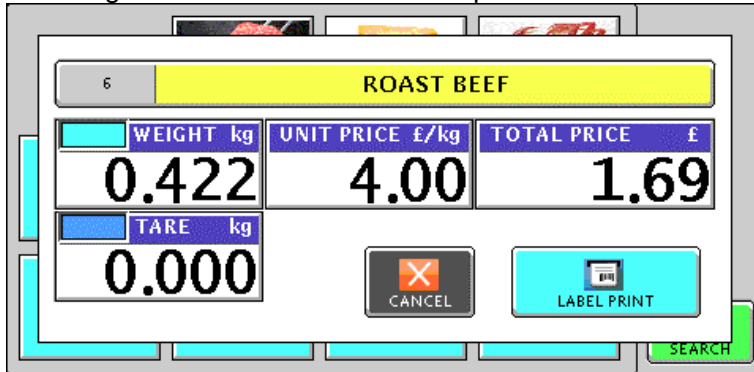 6 ROAST BEEF
WEIGHT kg UNIT PRICE £/kg TOTAL PRICE £
0.422 4.00 1.69
TARE kg
0.000
CANCEL LABEL PRINT
SEARCH